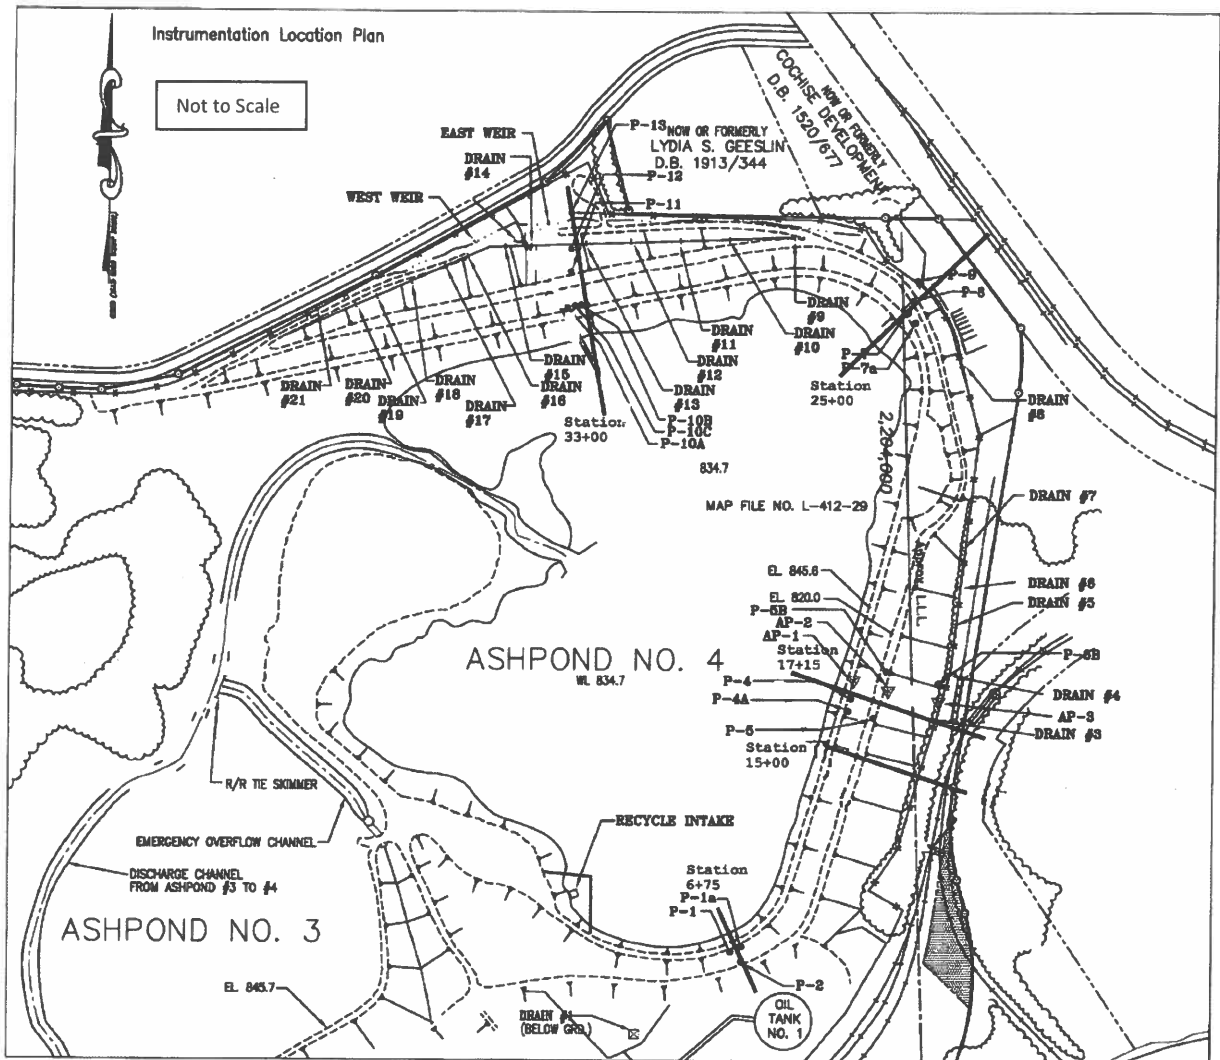 Instrumentation Location Plan
Not to Scale
EAST WEIR
DRAIN
#14
WEST WEIR
P-13
NOW OR FORMERLY
LYDIA S. GEESLIN
D.B. 1913/344
P-12
P-11
NOW OR FORMERLY
COCHISE DEVELOPMENT
D.B. 1520/677
P-9
P-8
DRAIN
#9
DRAIN
#10
DRAIN
#11
DRAIN
#12
DRAIN
#13
DRAIN
#15
DRAIN
#16
DRAIN
#17
DRAIN
#18
DRAIN
#19
DRAIN
#20
DRAIN
#21
P-7a
Station
25+00
DRAIN
#8
Station
33+00
P-10B
P-10C
P-10A
834.7
2,204,000
MAP FILE NO. L-412-29
DRAIN #7
EL 845.8
EL 820.0
DRAIN #6
DRAIN #5
P-5B
AP-2
AP-1
Station
17+15
P-4
P-4A
P-5
Station
15+00
P-6B
DRAIN #4
AP-3
DRAIN #3
ASHPOND NO. 4
WL 834.7
R/R TIE SKIMMER
EMERGENCY OVERFLOW CHANNEL
RECYCLE INTAKE
DISCHARGE CHANNEL
FROM ASHPOND #3 TO #4
Station
6+75
P-1a
P-1
ASHPOND NO. 3
P-2
EL 845.7
DRAIN #1
(BELOW GRD.)
OIL
TANK
NO. 1